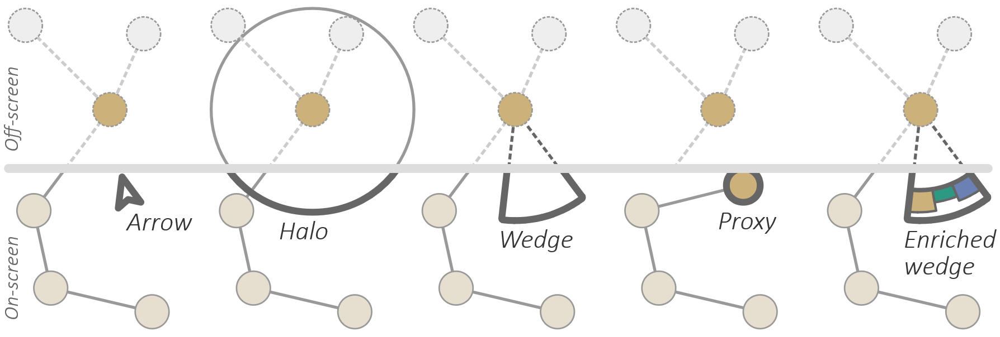 Off-screen
On-screen
Arrow
Halo
Wedge
Proxy
Enriched
wedge